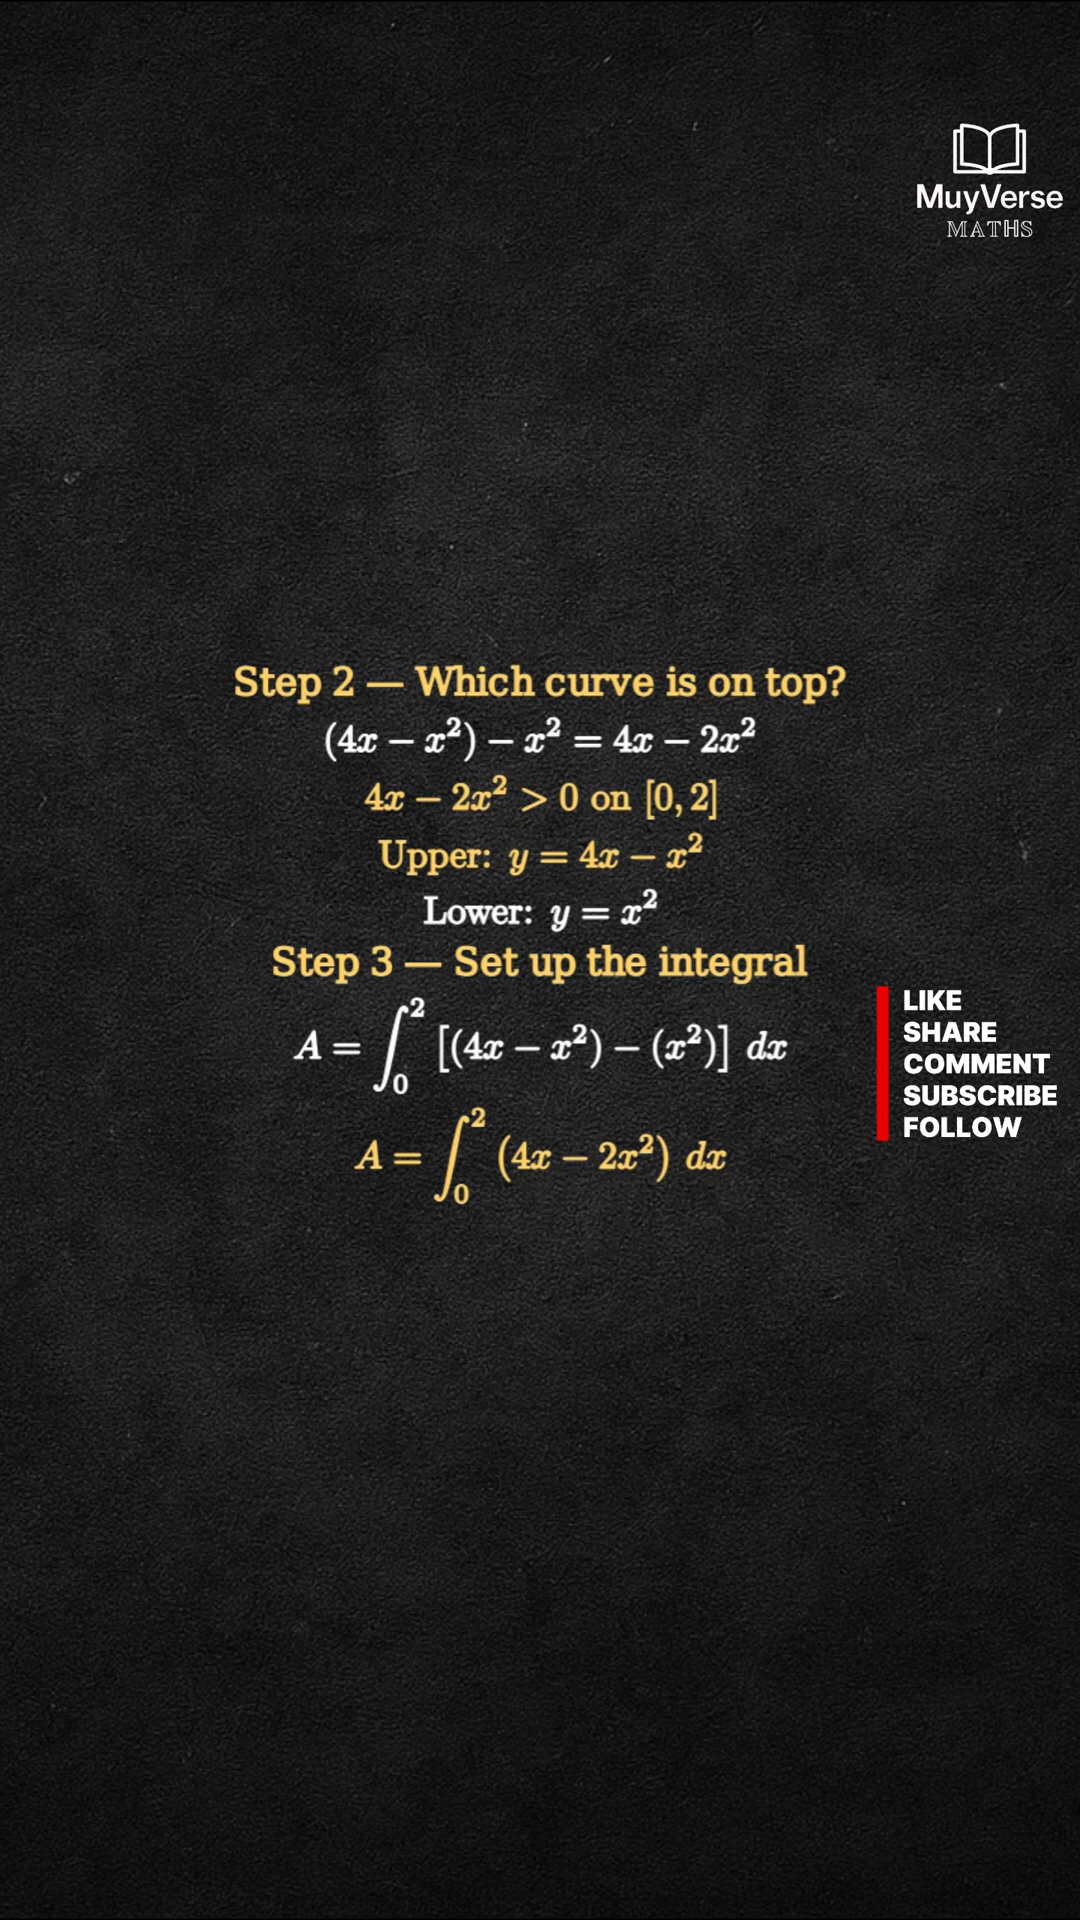 MuyVerse
MATHS
Step 2 — Which curve is on top?
(4x − x²) − x² = 4x − 2x²
4x − 2x² > 0 on [0, 2]
Upper: y = 4x − x²
Lower: y = x²
Step 3 — Set up the integral
A = ∫₀² [(4x − x²) − (x²)] dx
A = ∫₀² (4x − 2x²) dx
LIKE
SHARE
COMMENT
SUBSCRIBE
FOLLOW